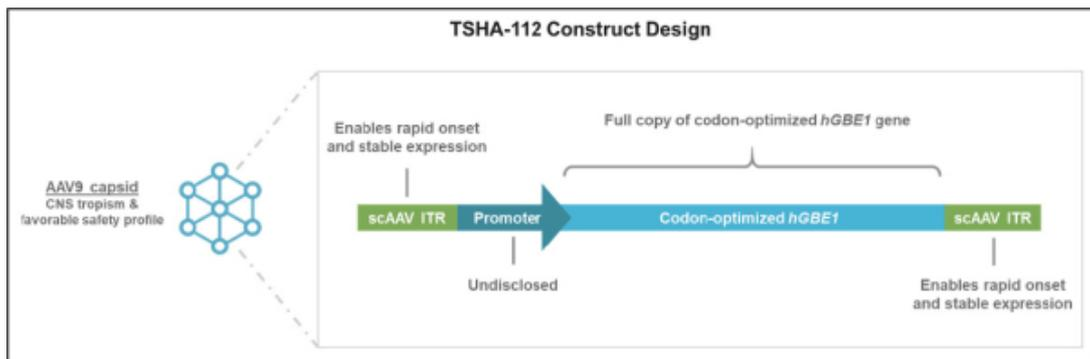 TSHA-112 Construct Design
Enables rapid onset
and stable expression
Full copy of codon-optimized hGBE1 gene
AAV9 capsid
CNS tropism &
favorable safety profile
scAAV ITR
Promoter
Codon-optimized hGBE1
scAAV ITR
Undisclosed
Enables rapid onset
and stable expression